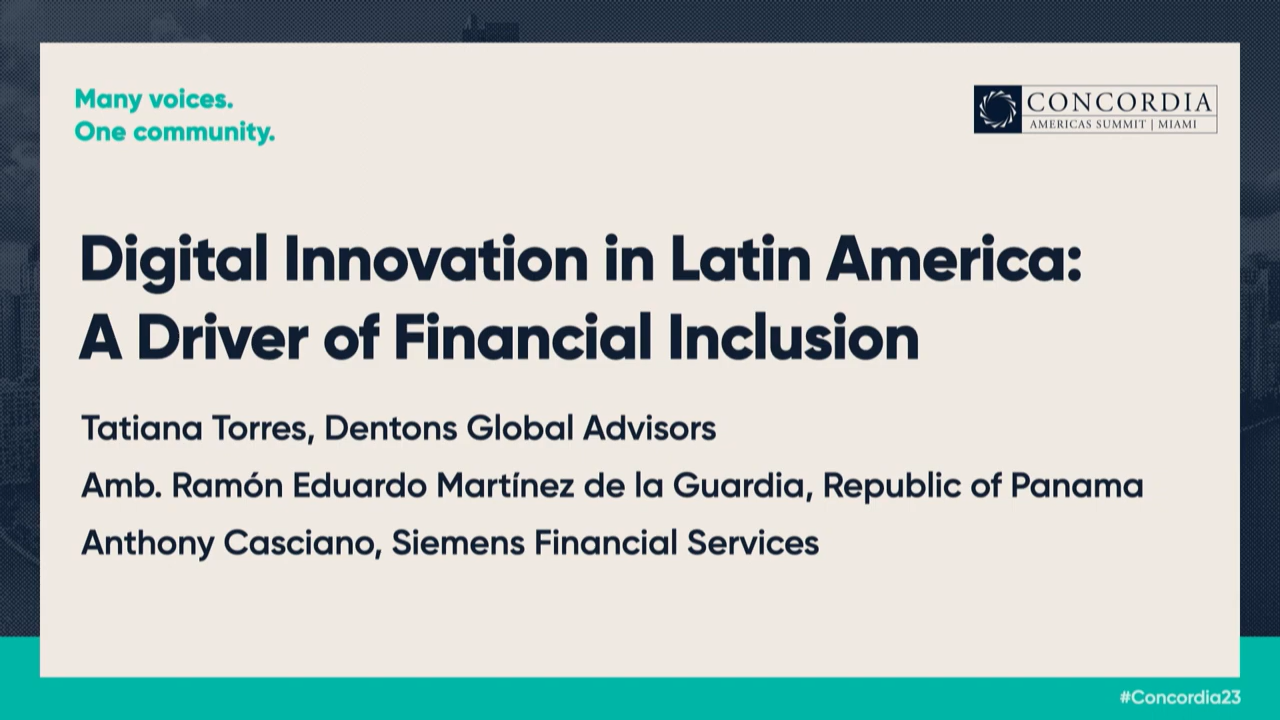 Many voices.
One community.
CONCORDIA
AMERICAS SUMMIT | MIAMI
Digital Innovation in Latin America:
A Driver of Financial Inclusion
Tatiana Torres, Dentons Global Advisors
Amb. Ramón Eduardo Martínez de la Guardia, Republic of Panama
Anthony Casciano, Siemens Financial Services
#Concordia23